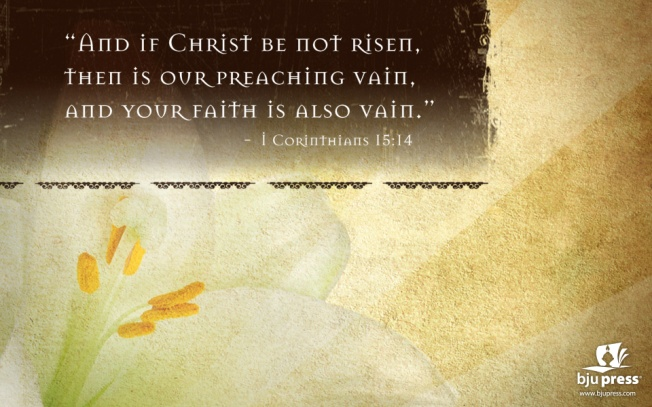 “And if Christ be not risen,
then is our preaching vain,
and your faith is also vain.”
- I Corinthians 15:14
bju press
www.bjupress.com